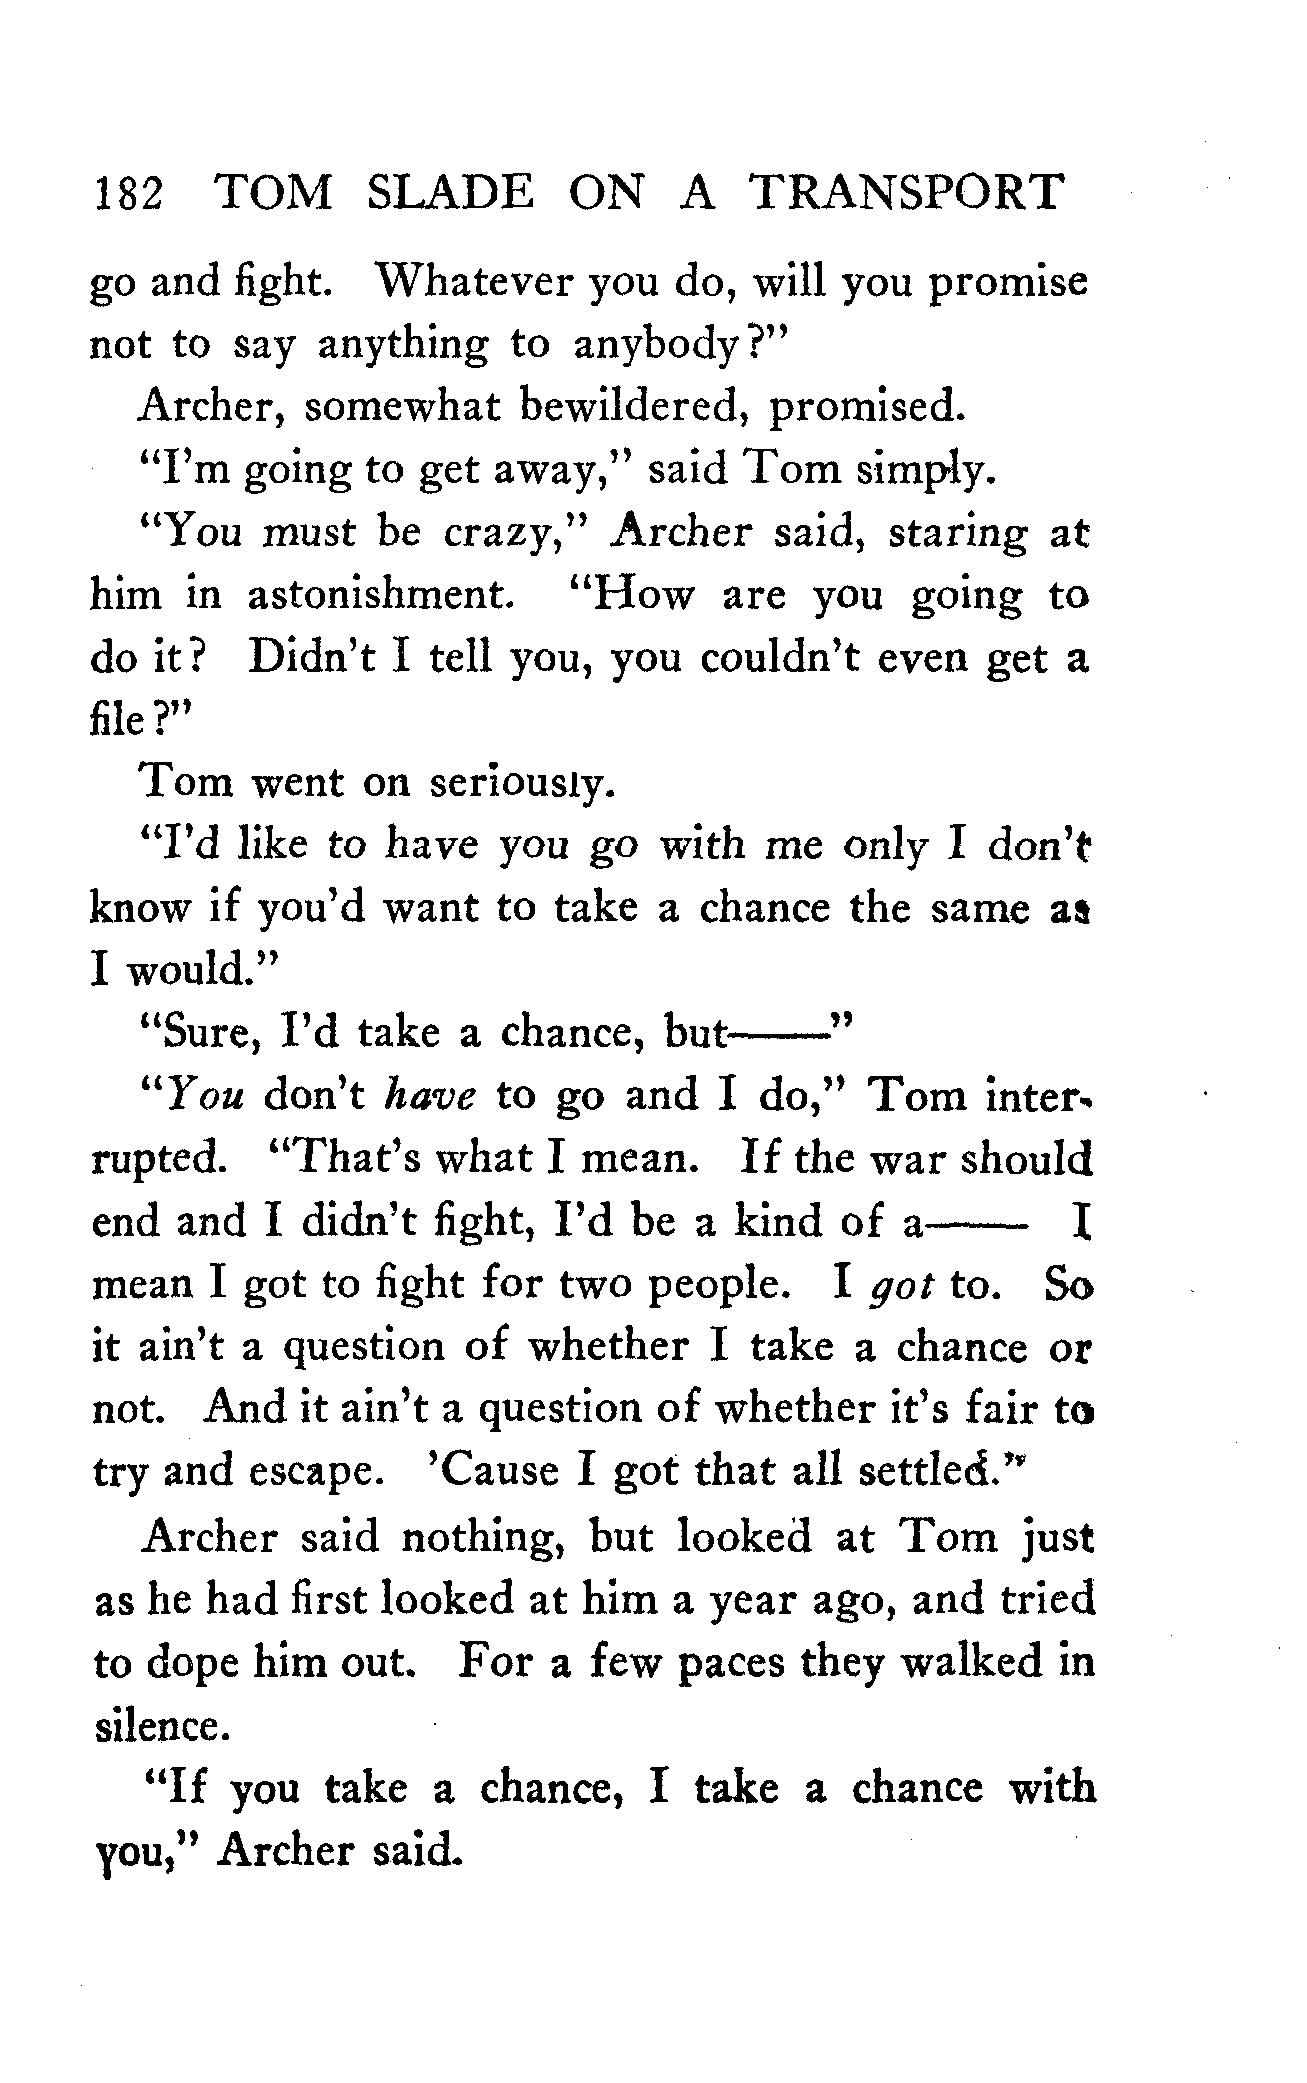 182 TOM SLADE ON A TRANSPORT
go and fight. Whatever you do, will you promise
not to say anything to anybody?"
Archer, somewhat bewildered, promised.
"I'm going to get away," said Tom simply.
"You must be crazy," Archer said, staring at
him in astonishment. "How are you going to
do it? Didn't I tell you, you couldn't even get a
file?"
Tom went on seriously.
"I'd like to have you go with me only I don't
know if you'd want to take a chance the same as
I would."
"Sure, I'd take a chance, but——"
"You don't have to go and I do," Tom inter-
rupted. "That's what I mean. If the war should
end and I didn't fight, I'd be a kind of a—— I
mean I got to fight for two people. I got to. So
it ain't a question of whether I take a chance or
not. And it ain't a question of whether it's fair to
try and escape. 'Cause I got that all settled."
Archer said nothing, but looked at Tom just
as he had first looked at him a year ago, and tried
to dope him out. For a few paces they walked in
silence.
"If you take a chance, I take a chance with
you," Archer said.